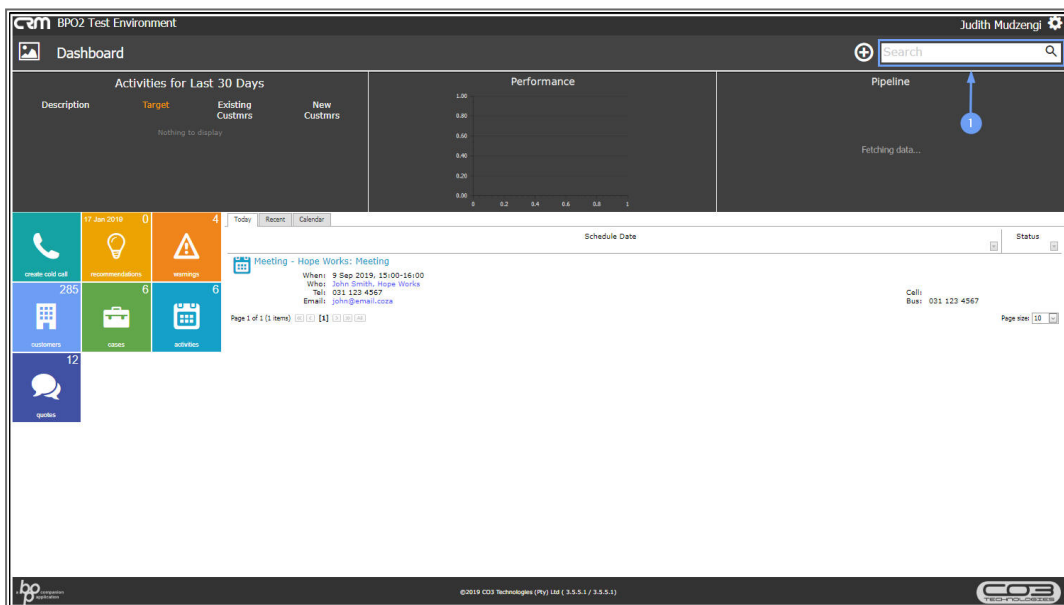 CRM BPO2 Test Environment
Judith Mudzengi
Dashboard
Search
Activities for Last 30 Days
Description Target Existing Custmrs New Custmrs
Nothing to display
Performance
1.00
0.80
0.60
0.40
0.20
0.00
0 0.2 0.4 0.6 0.8 1
Pipeline
1
Fetching data...
create cold call
17 Jan 2019 0
recommendations
4
warnings
285
customers
6
cases
6
activities
12
quotes
Today Recent Calendar
Schedule Date
Status
Meeting - Hope Works: Meeting
When: 9 Sep 2019, 15:00-16:00
Who: John Smith, Hope Works
Tel: 031 123 4567
Email: john@email.coza
Cell:
Bus: 031 123 4567
Page 1 of 1 (1 items) [1]
Page size: 10
bpo companion application
©2019 CO3 Technologies (Pty) Ltd ( 3.5.5.1 / 3.5.5.1)
CO3
TECHNOLOGIES